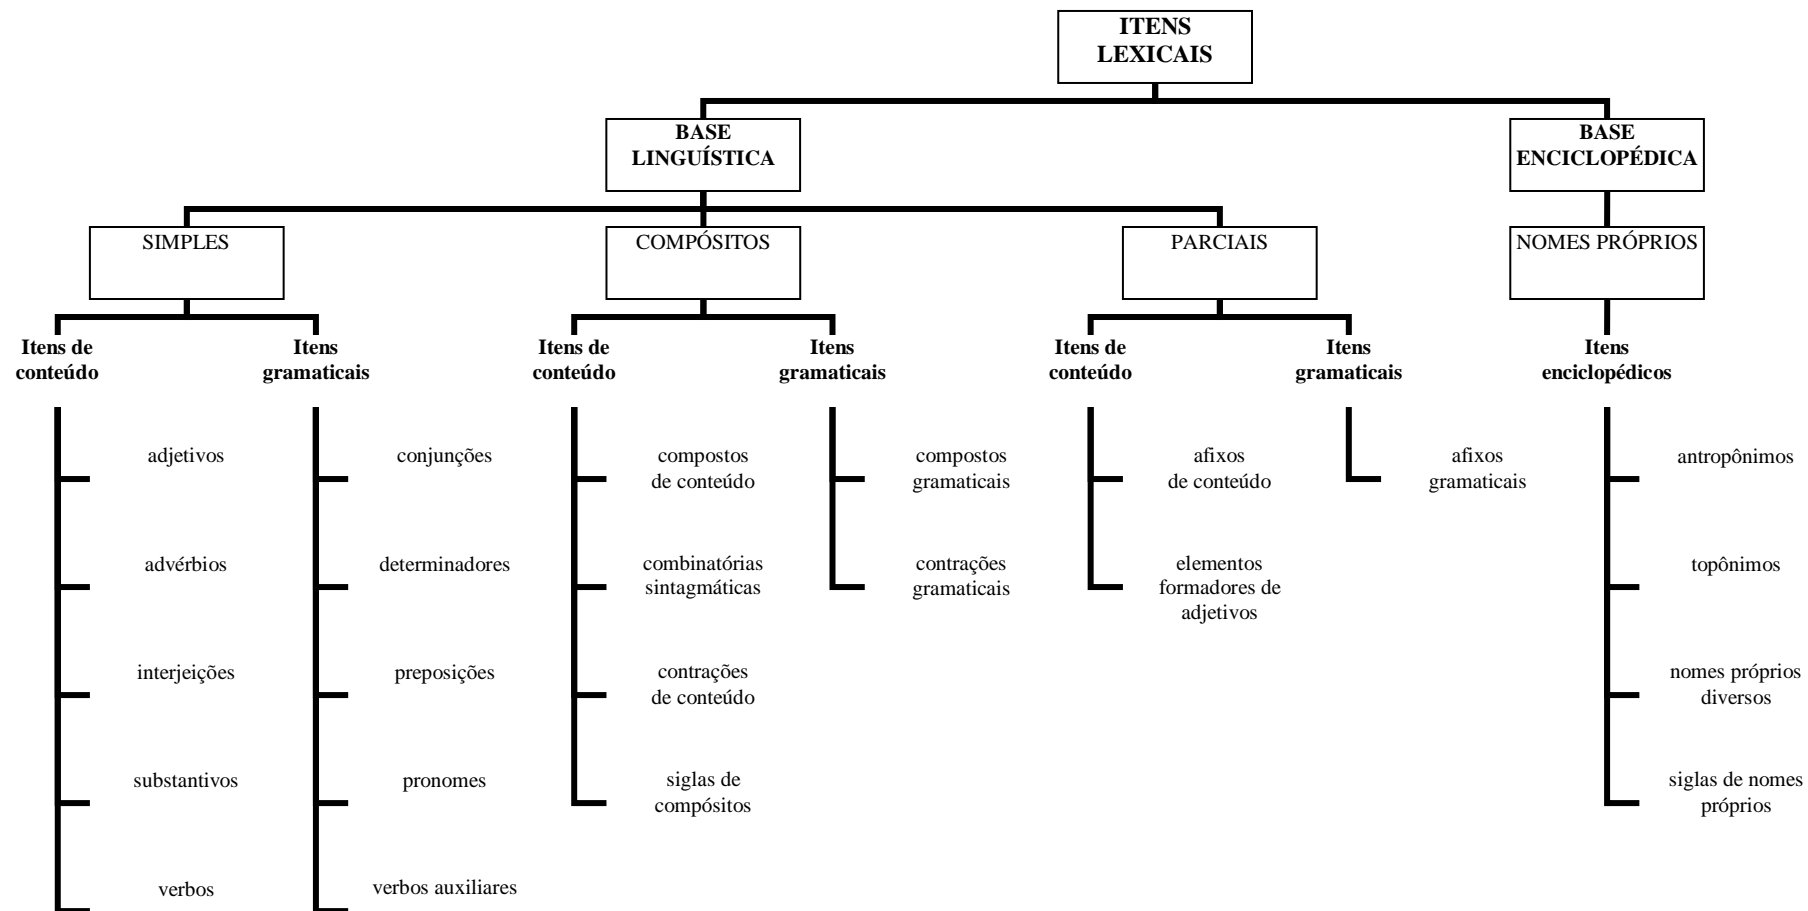 ITENS
LEXICAIS
BASE
LINGUÍSTICA
BASE
ENCICLOPÉDICA
SIMPLES
COMPÓSITOS
PARCIAIS
NOMES PRÓPRIOS
Itens de
conteúdo
Itens
gramaticais
Itens de
conteúdo
Itens
gramaticais
Itens de
conteúdo
Itens
gramaticais
Itens
enciclopédicos
adjetivos
advérbios
interjeições
substantivos
verbos
conjunções
determinadores
preposições
pronomes
verbos auxiliares
compostos
de conteúdo
combinatórias
sintagmáticas
contrações
de conteúdo
siglas de
compósitos
compostos
gramaticais
contrações
gramaticais
afixos
de conteúdo
elementos
formadores de
adjetivos
afixos
gramaticais
antropônimos
topônimos
nomes próprios
diversos
siglas de nomes
próprios